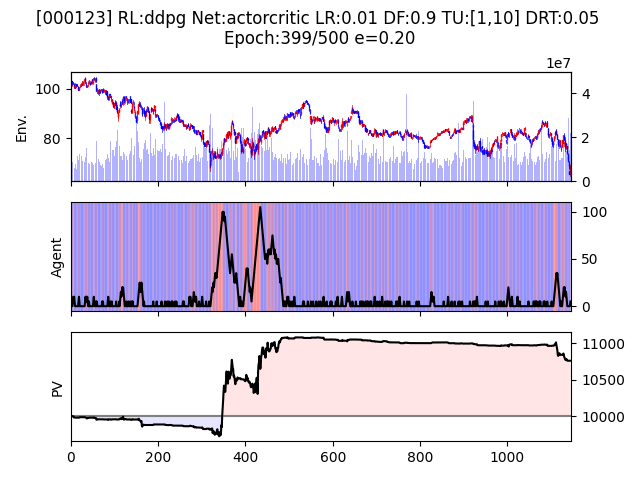 [000123] RL:ddpg Net:actorcritic LR:0.01 DF:0.9 TU:[1,10] DRT:0.05
Epoch:399/500 e=0.20
1e7
Env.
100
80
4
2
0
Agent
100
50
0
PV
11000
10500
10000
0 200 400 600 800 1000